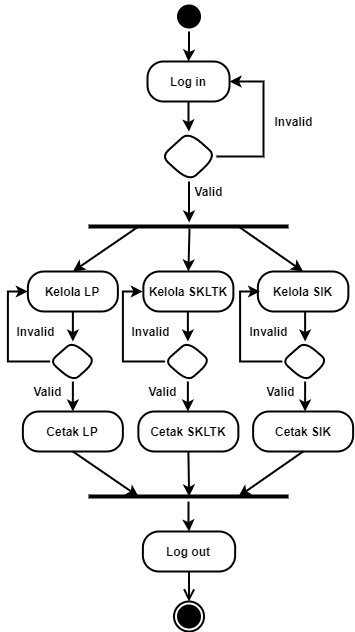 Log in
Invalid
Valid
Kelola LP
Kelola SKLTK
Kelola SIK
Invalid
Invalid
Invalid
Valid
Valid
Valid
Cetak LP
Cetak SKLTK
Cetak SIK
Log out